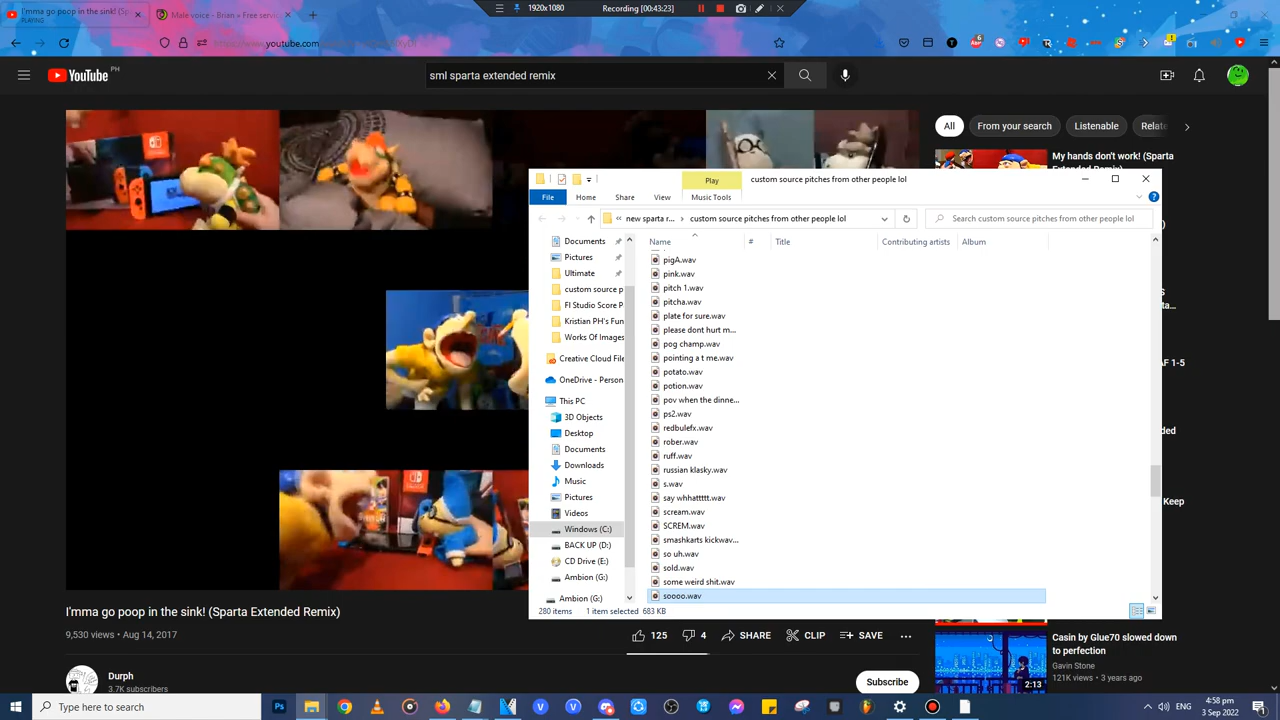 I'mma go poop in the sink! (Sp
PLAYING
Male voice - Brian « Free servic
1920x1080
Recording [00:43:23]
https://www.youtube.com
YouTube PH
sml sparta extended remix
All
From your search
Listenable
Relate
My hands don't work! (Sparta
Play
custom source pitches from other people lol
File
Home
Share
View
Music Tools
new sparta r...
custom source pitches from other people lol
Search custom source pitches from other people lol
Name
#
Title
Contributing artists
Album
Documents
Pictures
Ultimate
custom source p
Fl Studio Score P
Kristian PH's Fun
Works Of Images
Creative Cloud File
OneDrive - Person
This PC
3D Objects
Desktop
Documents
Downloads
Music
Pictures
Videos
Windows (C:)
BACK UP (D:)
CD Drive (E:)
Ambion (G:)
Ambion (G:)
pigA.wav
pink.wav
pitch 1.wav
pitcha.wav
plate for sure.wav
please dont hurt m...
pog champ.wav
pointing a t me.wav
potato.wav
potion.wav
pov when the dinne...
ps2.wav
redbulefx.wav
rober.wav
ruff.wav
russian klasky.wav
s.wav
say whhattttt.wav
scream.wav
SCREM.wav
smashkarts kickwav...
so uh.wav
sold.wav
some weird shit.wav
soooo.wav
280 items
1 item selected 683 KB
AF 1-5
Keep
I'mma go poop in the sink! (Sparta Extended Remix)
9,530 views • Aug 14, 2017
125
4
SHARE
CLIP
SAVE
Durph
3.7K subscribers
Subscribe
Casin by Glue70 slowed down
to perfection
Gavin Stone
121K views • 3 years ago
2:13
Type here to search
ENG
4:58 pm
3 Sep 2022